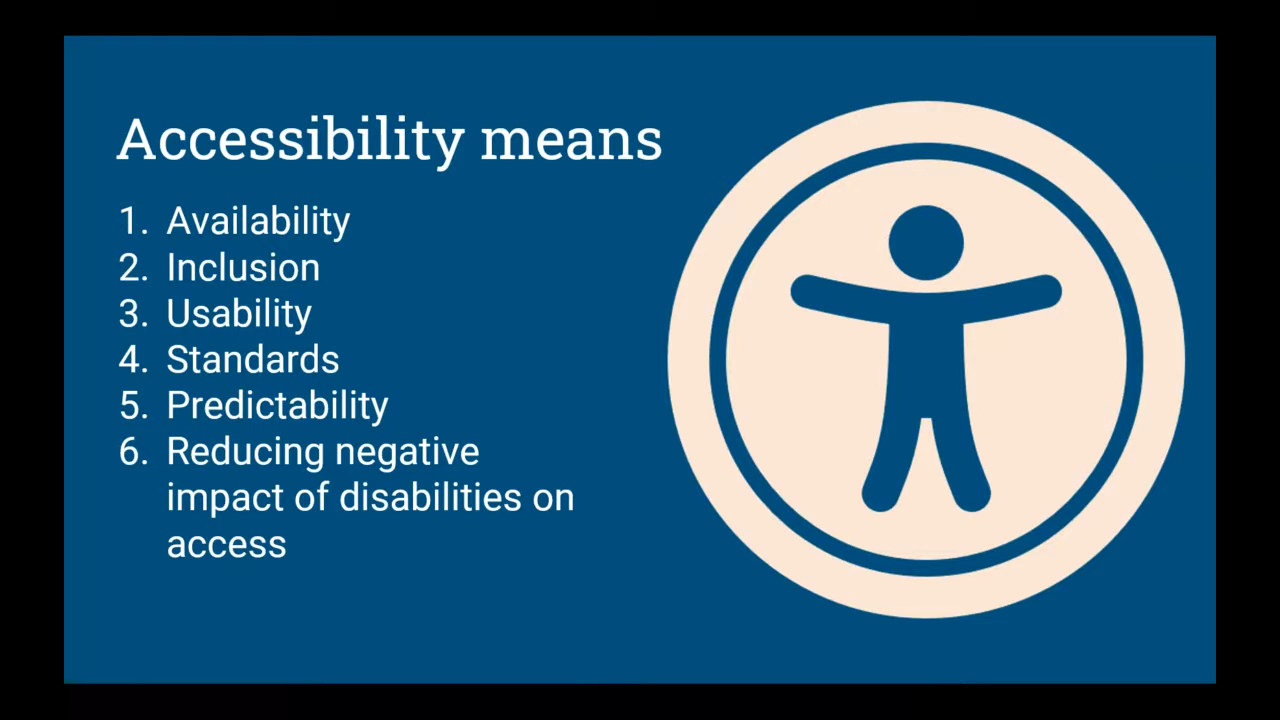 Accessibility means
1. Availability
2. Inclusion
3. Usability
4. Standards
5. Predictability
6. Reducing negative
impact of disabilities on
access